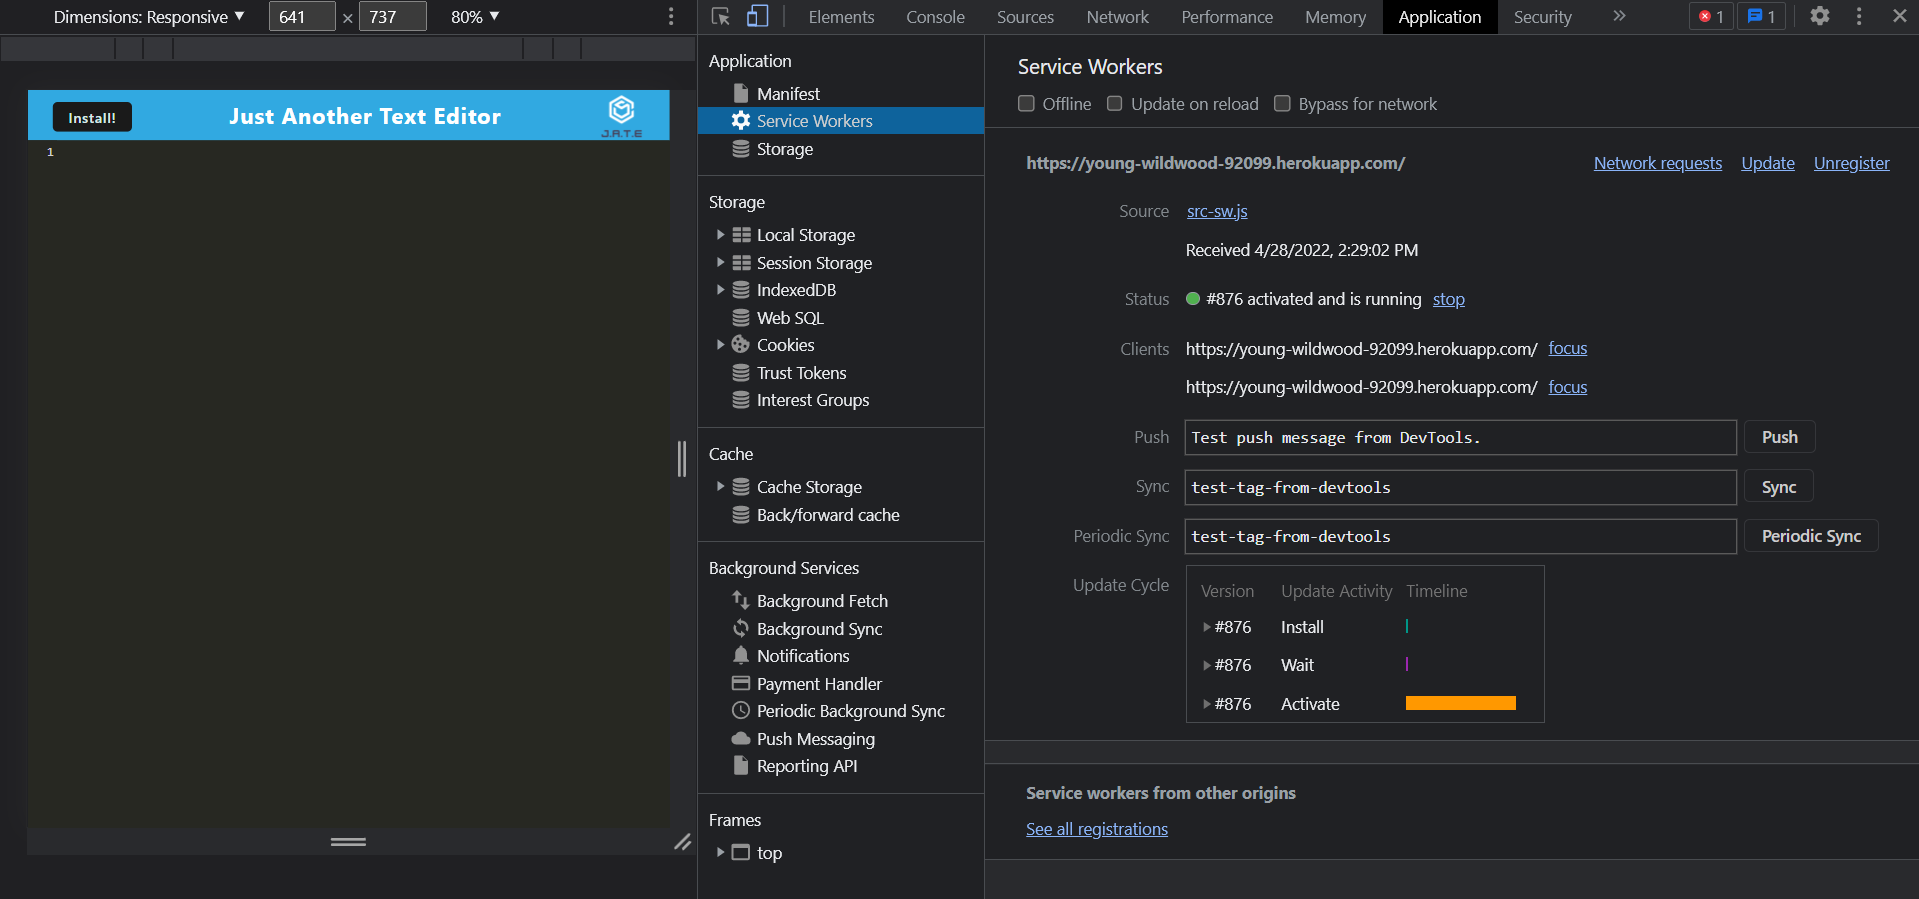 Dimensions: Responsive ▼ 641 × 737 80% ▼
Elements Console Sources Network Performance Memory Application Security » 1 1
Install! Just Another Text Editor
J.A.T.E
1
Application
Manifest
Service Workers
Storage
Storage
Local Storage
Session Storage
IndexedDB
Web SQL
Cookies
Trust Tokens
Interest Groups
Cache
Cache Storage
Back/forward cache
Background Services
Background Fetch
Background Sync
Notifications
Payment Handler
Periodic Background Sync
Push Messaging
Reporting API
Frames
top
Service Workers
Offline Update on reload Bypass for network
https://young-wildwood-92099.herokuapp.com/ Network requests Update Unregister
Source src-sw.js
Received 4/28/2022, 2:29:02 PM
Status #876 activated and is running stop
Clients https://young-wildwood-92099.herokuapp.com/ focus
https://young-wildwood-92099.herokuapp.com/ focus
Push Test push message from DevTools. Push
Sync test-tag-from-devtools Sync
Periodic Sync test-tag-from-devtools Periodic Sync
Update Cycle Version Update Activity Timeline
#876 Install
#876 Wait
#876 Activate
Service workers from other origins
See all registrations